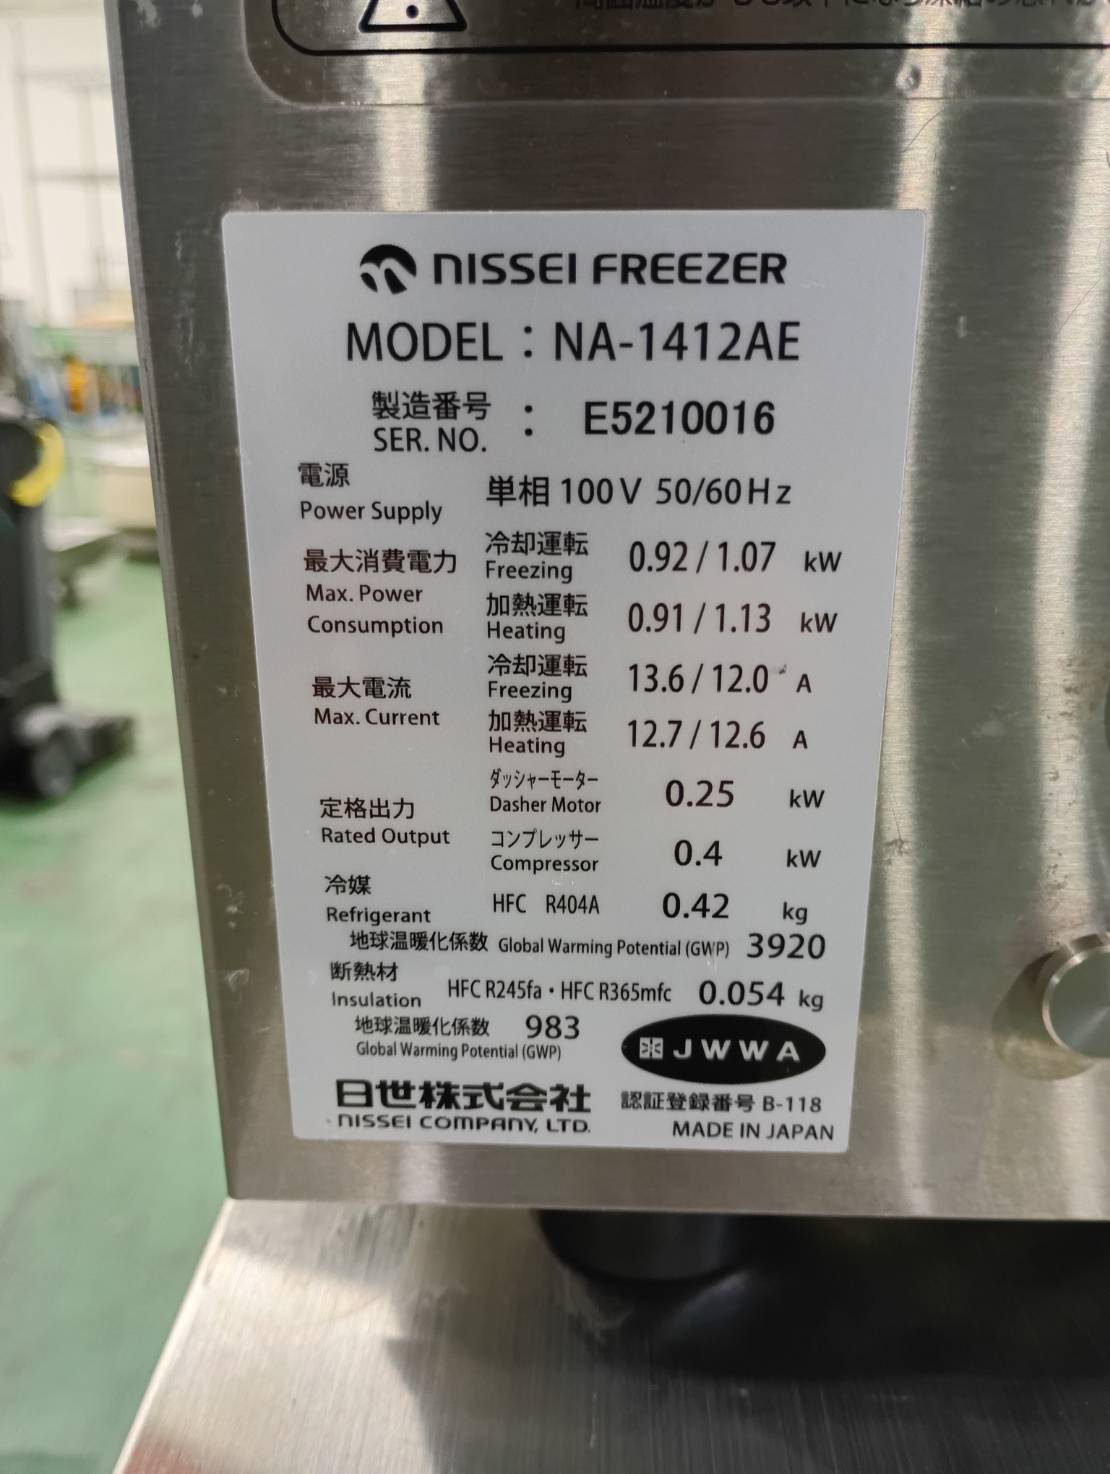 NISSEI FREEZER
MODEL : NA-1412AE
製造番号 : E5210016
SER. NO.
電源
Power Supply 単相 100V 50/60Hz
最大消費電力 冷却運転 0.92 / 1.07 kW
Max. Power Freezing
Consumption 加熱運転 0.91 / 1.13 kW
Heating
最大電流 冷却運転 13.6 / 12.0 A
Max. Current Freezing
加熱運転 12.7 / 12.6 A
Heating
定格出力 ダッシャーモーター 0.25 kW
Rated Output Dasher Motor
コンプレッサー 0.4 kW
Compressor
冷媒
Refrigerant HFC R404A 0.42 kg
地球温暖化係数 Global Warming Potential (GWP) 3920
断熱材
Insulation HFC R245fa・HFC R365mfc 0.054 kg
地球温暖化係数 983
Global Warming Potential (GWP)
JWWA
日世株式会社 認証登録番号 B-118
NISSEI COMPANY, LTD. MADE IN JAPAN